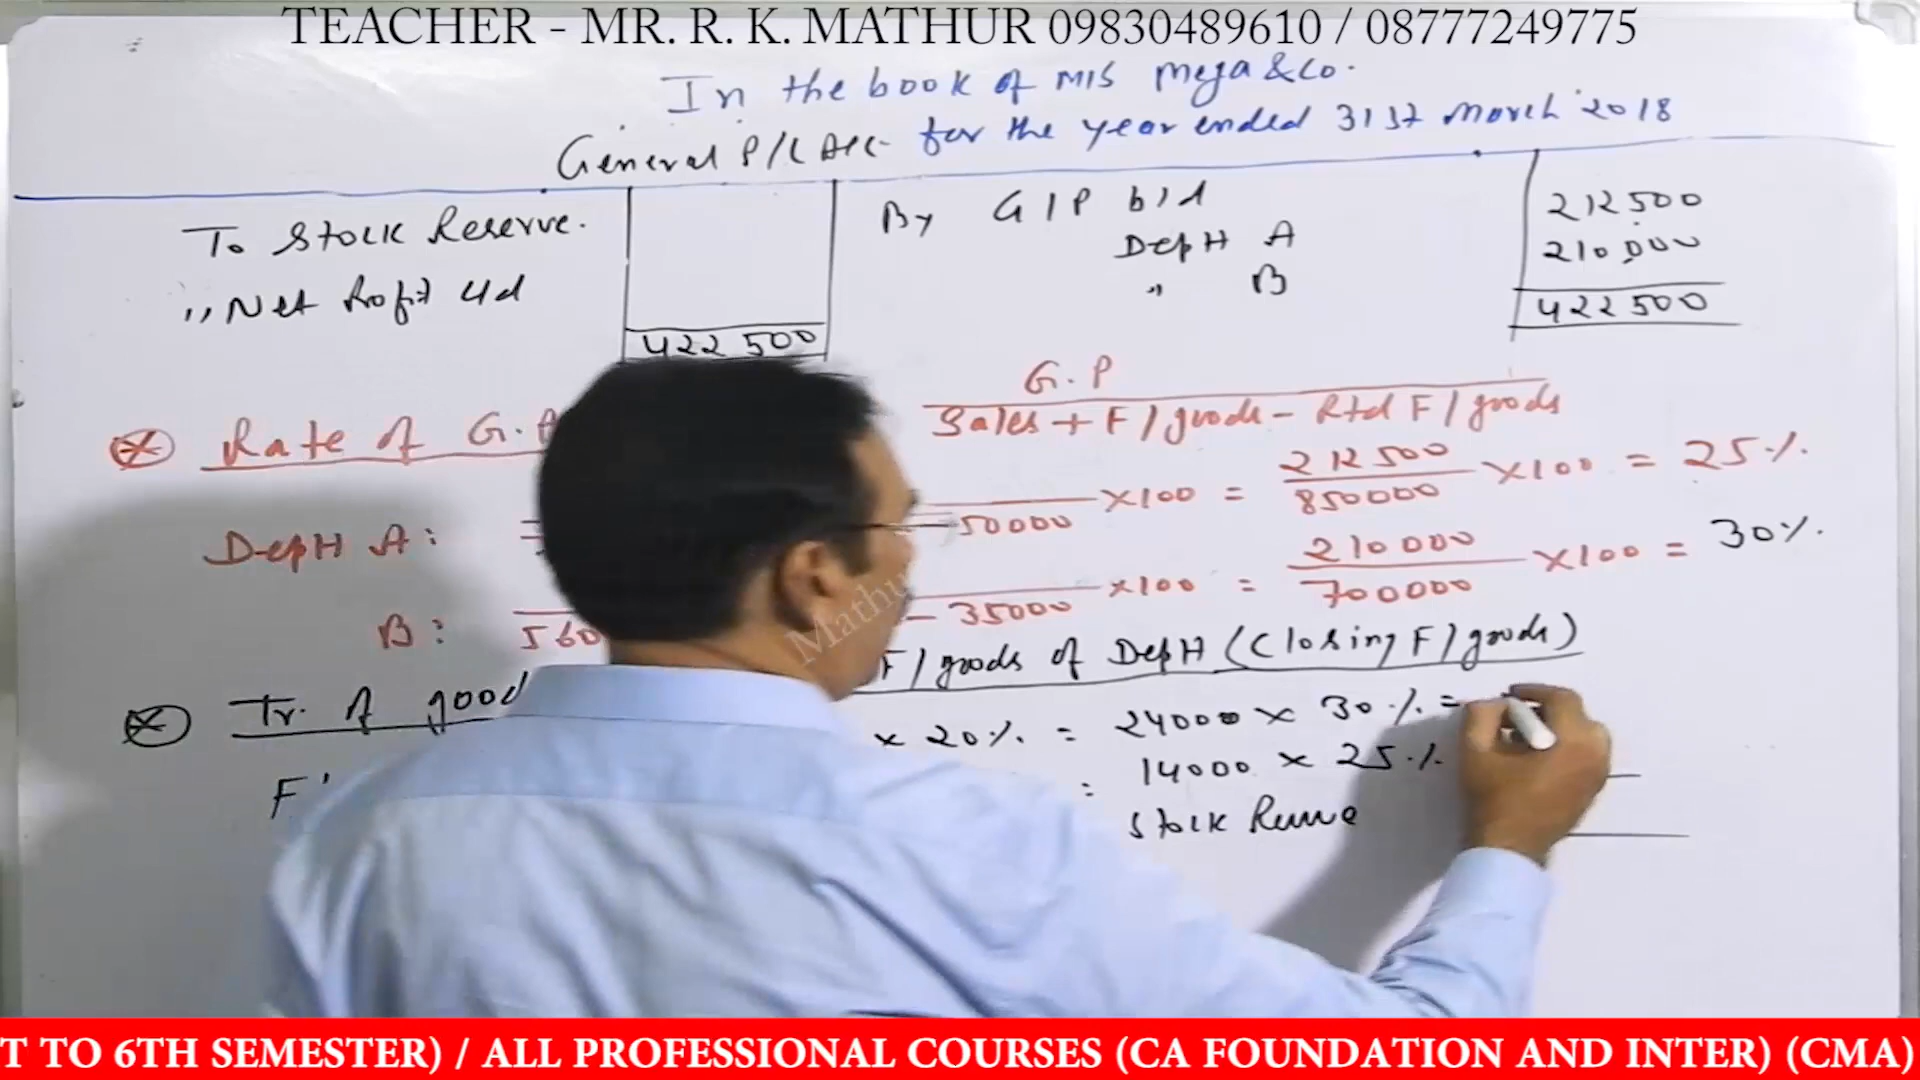 TEACHER - MR. R. K. MATHUR 09830489610 / 08777249775
In the book of M/S Mega & Co.
General P/L A/c for the year ended 31st March 2018
To Stock Reserve.
,, Net Profit c/d
422500
By G/P b/d
Deptt A
,, B
212500
210000
422500
Rate of G.
G.P
Sales + F/goods - Rtd F/goods
Deptt A: =
50000 ×100 = 212500 / 850000 ×100 = 25%
B: 560
- 35000 ×100 = 210000 / 700000 ×100 = 30%
Tr. of good
F/goods of Deptt (Closing F/goods)
× 20% = 24000 × 30% =
F
= 14000 × 25%
Stock Reserve
Mathu
T TO 6TH SEMESTER) / ALL PROFESSIONAL COURSES (CA FOUNDATION AND INTER) (CMA)